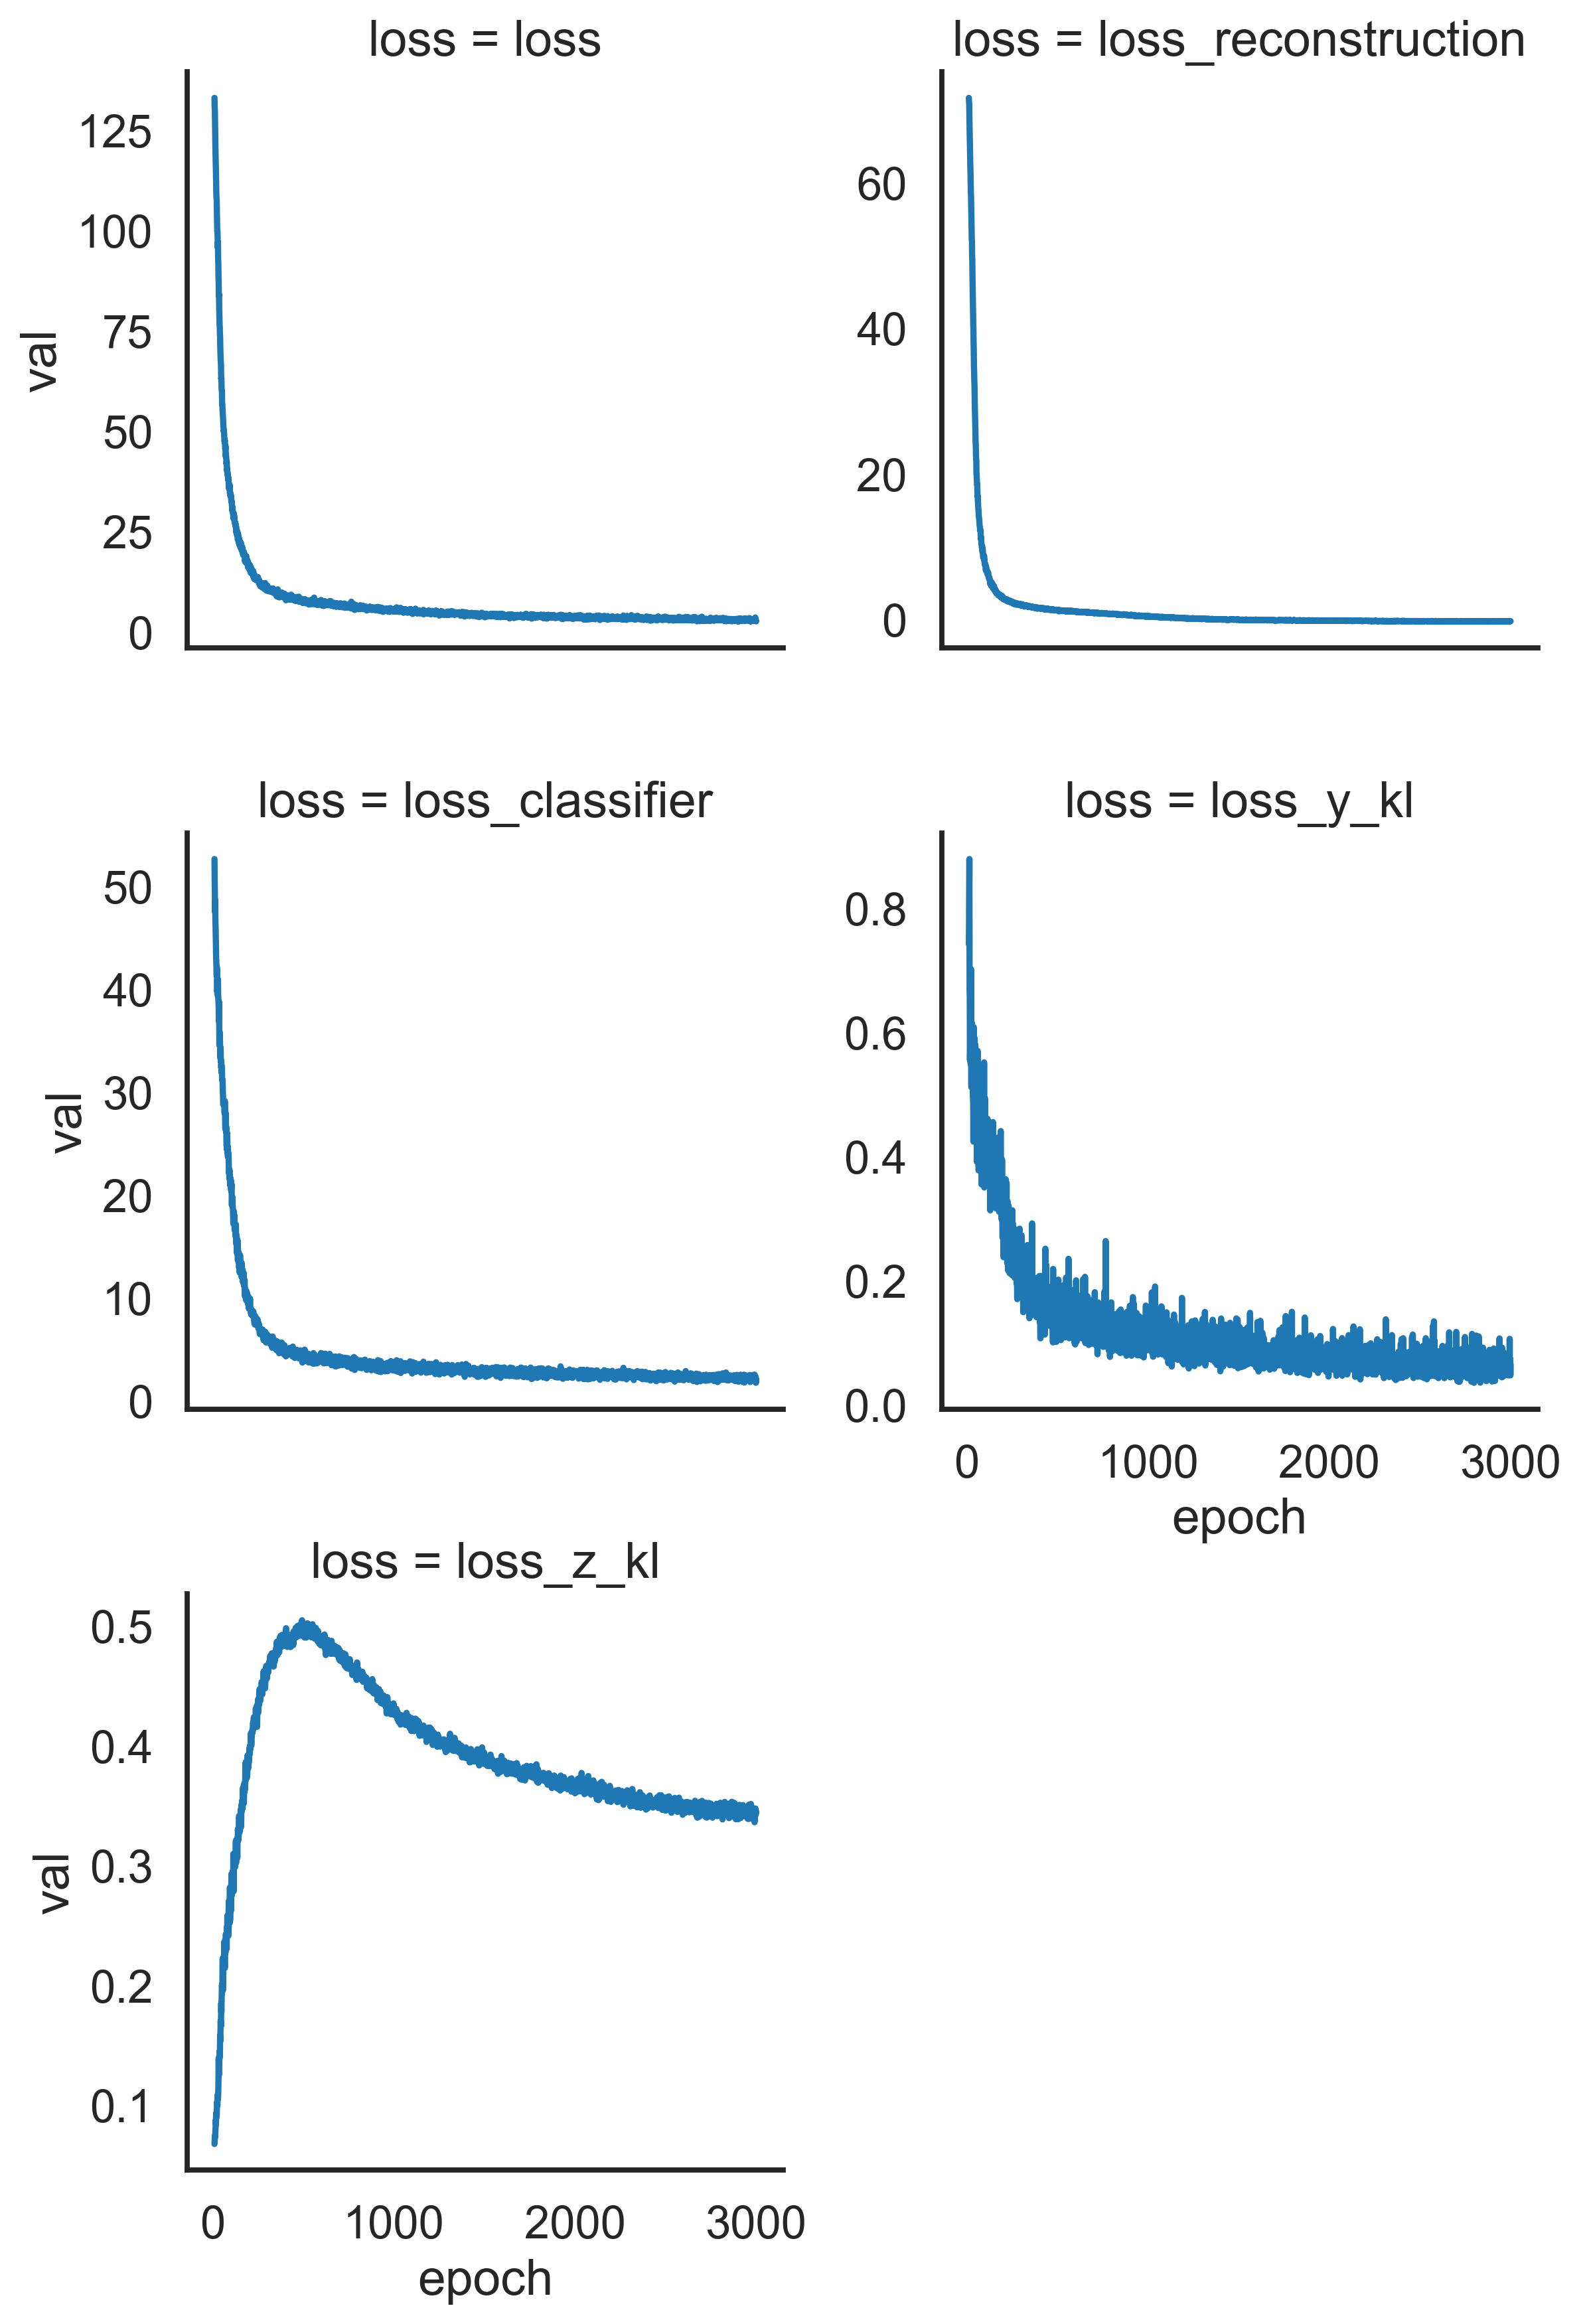 loss = loss
125
100
75
50
25
0
val
loss = loss_reconstruction
60
40
20
0
loss = loss_classifier
50
40
30
20
10
0
val
loss = loss_y_kl
0.8
0.6
0.4
0.2
0.0
0 1000 2000 3000
epoch
loss = loss_z_kl
0.5
0.4
0.3
0.2
0.1
val
0 1000 2000 3000
epoch